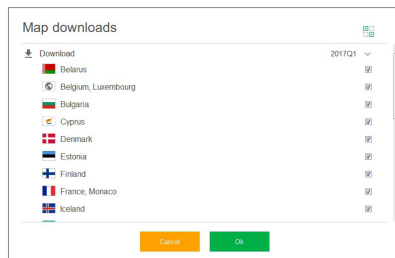 Map downloads
Download 2017Q1
Belarus
Belgium, Luxembourg
Bulgaria
Cyprus
Denmark
Estonia
Finland
France, Monaco
Iceland
Cancel Ok